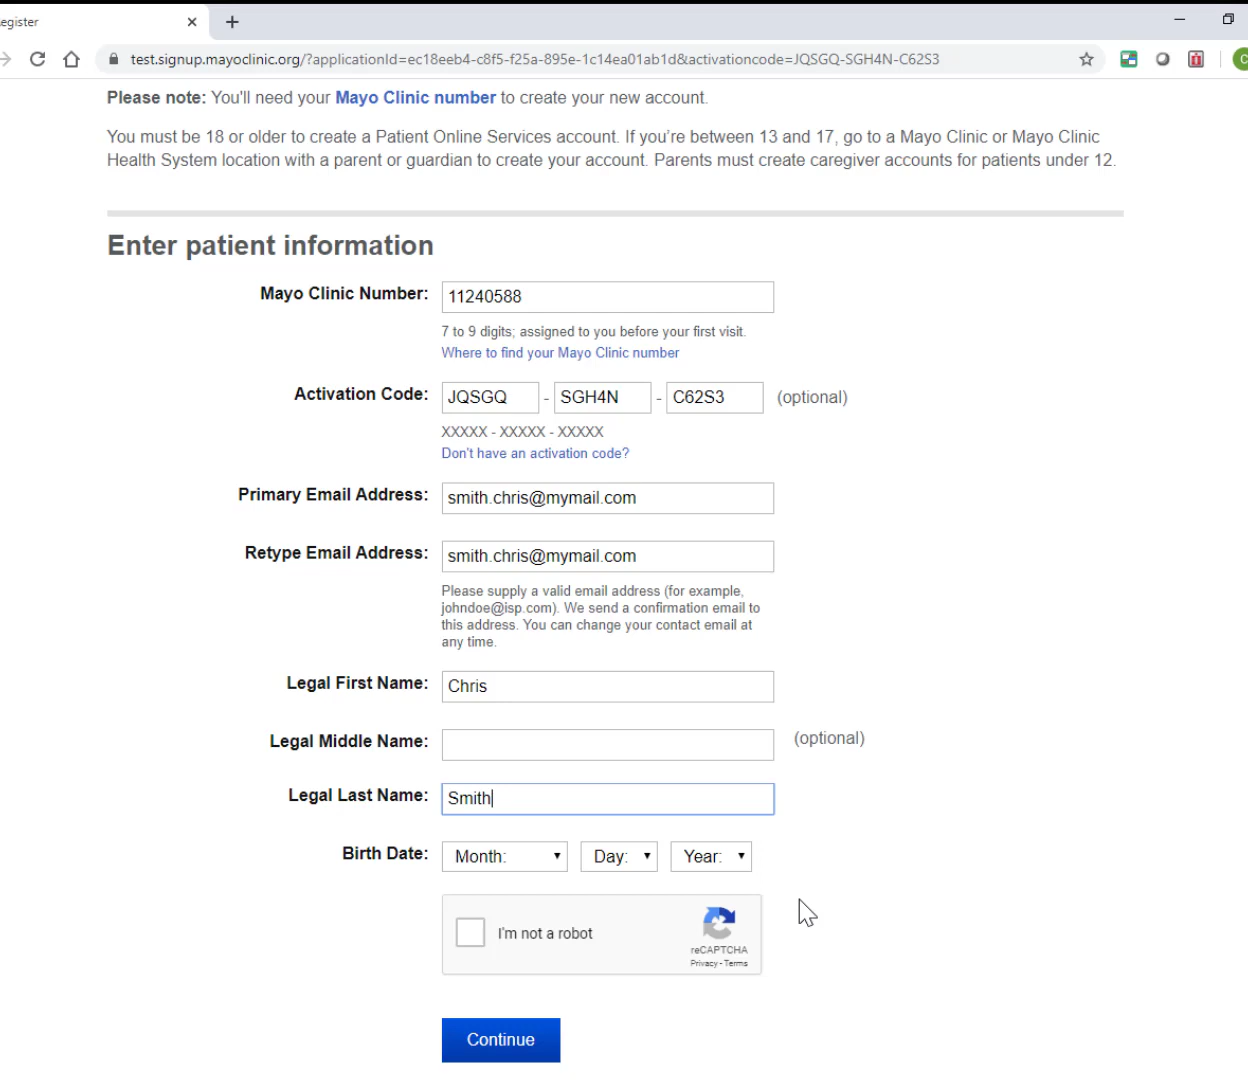 egister
test.signup.mayoclinic.org/?applicationId=ec18eeb4-c8f5-f25a-895e-1c14ea01ab1d&activationcode=JQSGQ-SGH4N-C62S3
Please note: You'll need your Mayo Clinic number to create your new account.
You must be 18 or older to create a Patient Online Services account. If you're between 13 and 17, go to a Mayo Clinic or Mayo Clinic
Health System location with a parent or guardian to create your account. Parents must create caregiver accounts for patients under 12.
Enter patient information
Mayo Clinic Number: 11240588
7 to 9 digits; assigned to you before your first visit.
Where to find your Mayo Clinic number
Activation Code: JQSGQ - SGH4N - C62S3 (optional)
XXXXX - XXXXX - XXXXX
Don't have an activation code?
Primary Email Address: smith.chris@mymail.com
Retype Email Address: smith.chris@mymail.com
Please supply a valid email address (for example,
johndoe@isp.com). We send a confirmation email to
this address. You can change your contact email at
any time.
Legal First Name: Chris
Legal Middle Name: (optional)
Legal Last Name: Smith
Birth Date: Month: Day: Year:
I'm not a robot
reCAPTCHA
Privacy - Terms
Continue